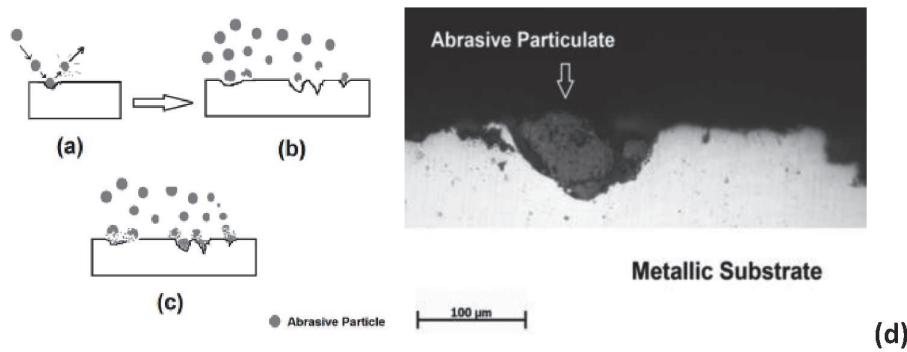 Abrasive Particulate
(a)
(b)
(c)
Abrasive Particle
Metallic Substrate
100 µm
(d)